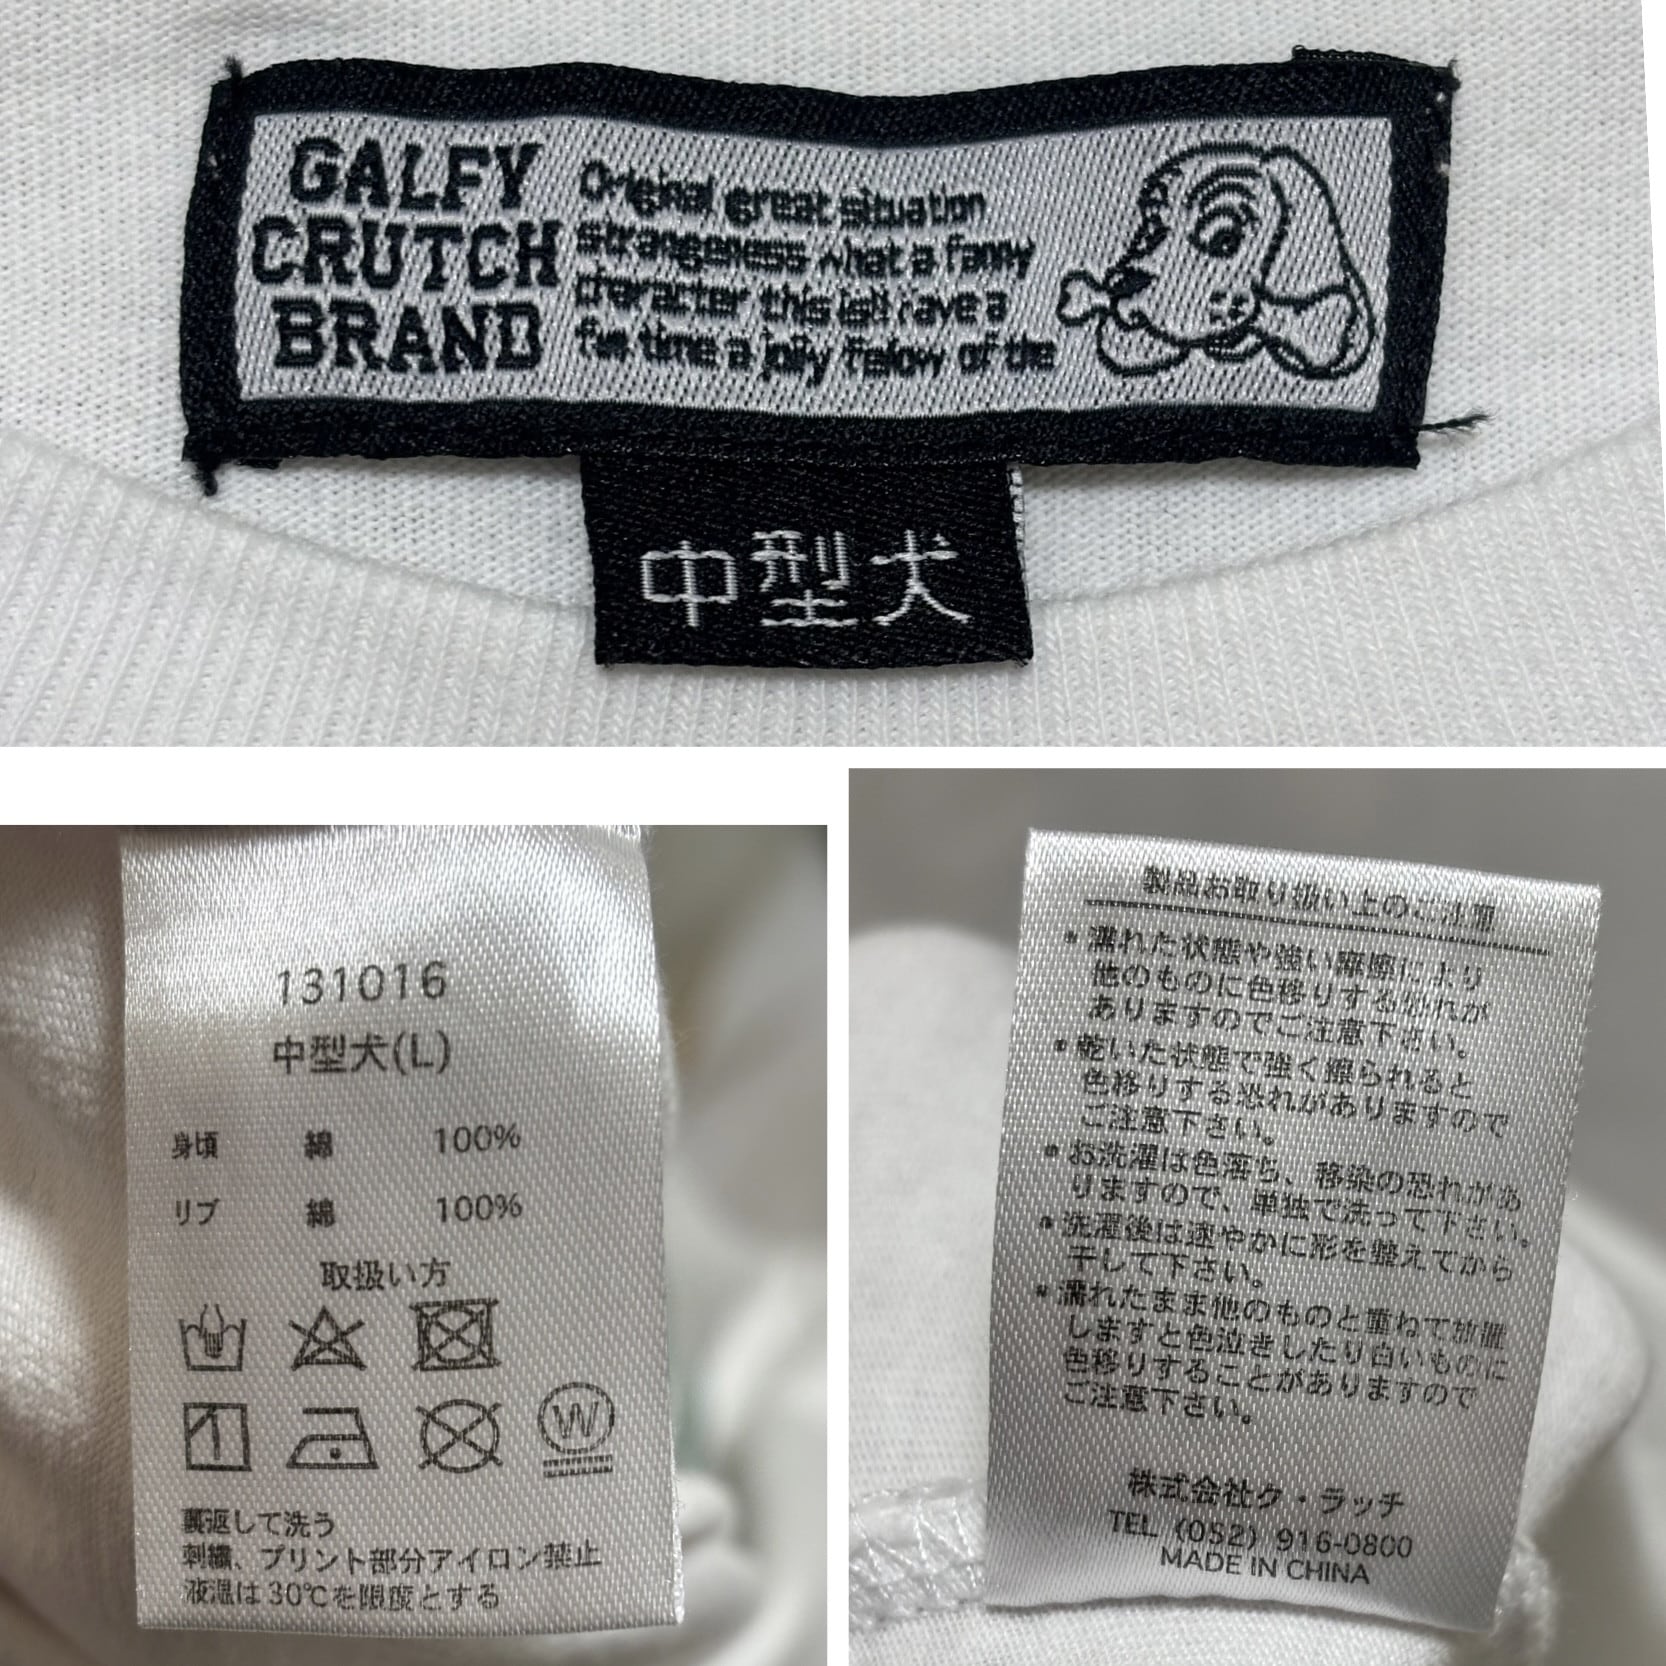 GALFY
CRUTCH
BRAND
Original great situation
strangeness what a fanny
character this is!! have a
fine time a jolly fellow of the
中型犬
131016
中型犬(L)
身頃 綿 100%
リブ 綿 100%
取扱い方
W
裏返して洗う
刺繍、プリント部分アイロン禁止
液温は30℃を限度とする
製品お取り扱い上のご注意
・濡れた状態や強い摩擦により
他のものに色移りする恐れが
ありますのでご注意下さい。
・乾いた状態で強く擦られると
色移りする恐れがありますので
ご注意下さい。
・お洗濯は色落ち、移染の恐れがあ
りますので、単独で洗って下さい。
・洗濯後は速やかに形を整えてから
干して下さい。
・濡れたまま他のものと重ねて放置
しますと色泣きしたり白いものに
色移りすることがありますので
ご注意下さい。
株式会社ク・ラッチ
TEL (052) 916-0800
MADE IN CHINA